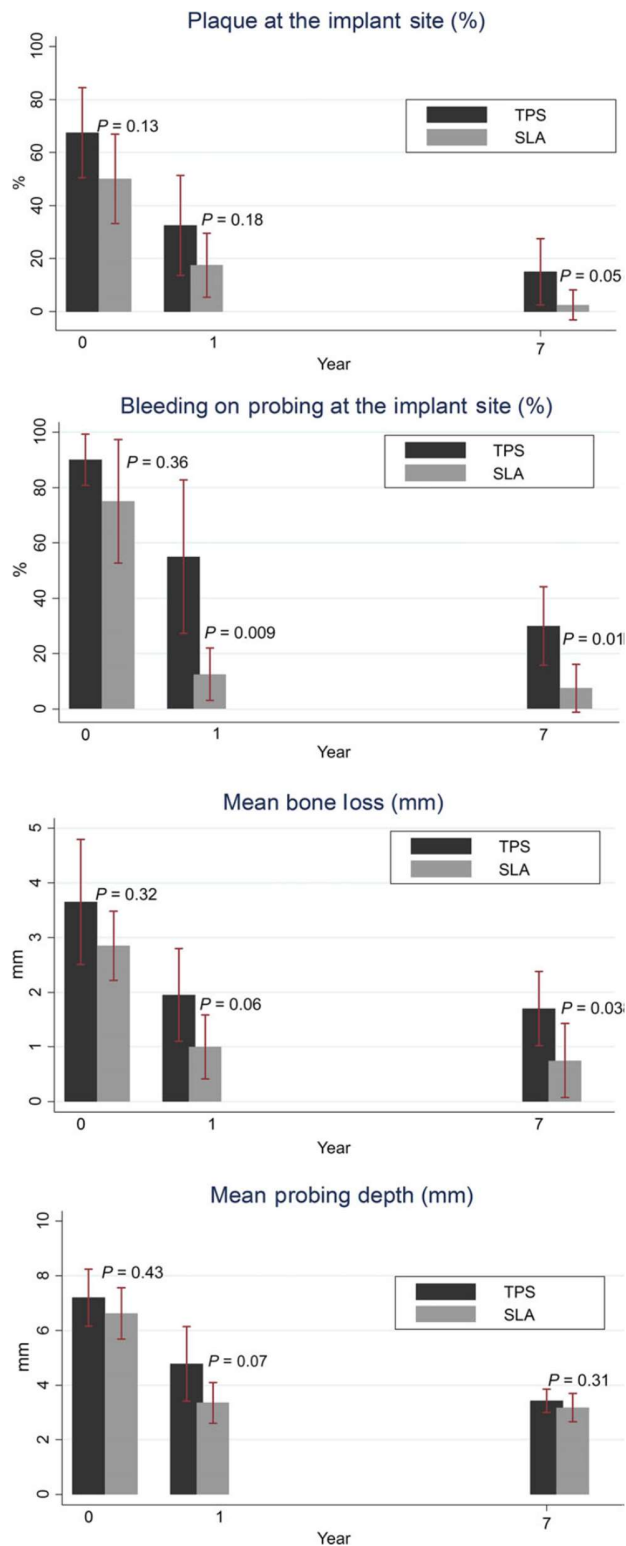 Plaque at the implant site (%)
100
80
60
40
20
0
%
P = 0.13
P = 0.18
P = 0.05
TPS
SLA
0 1 7
Year
Bleeding on probing at the implant site (%)
100
80
60
40
20
0
%
P = 0.36
P = 0.009
P = 0.01
TPS
SLA
0 1 7
Year
Mean bone loss (mm)
5
4
3
2
1
0
mm
P = 0.32
P = 0.06
P = 0.03
TPS
SLA
0 1 7
Year
Mean probing depth (mm)
10
8
6
4
2
0
mm
P = 0.43
P = 0.07
P = 0.31
TPS
SLA
0 1 7
Year